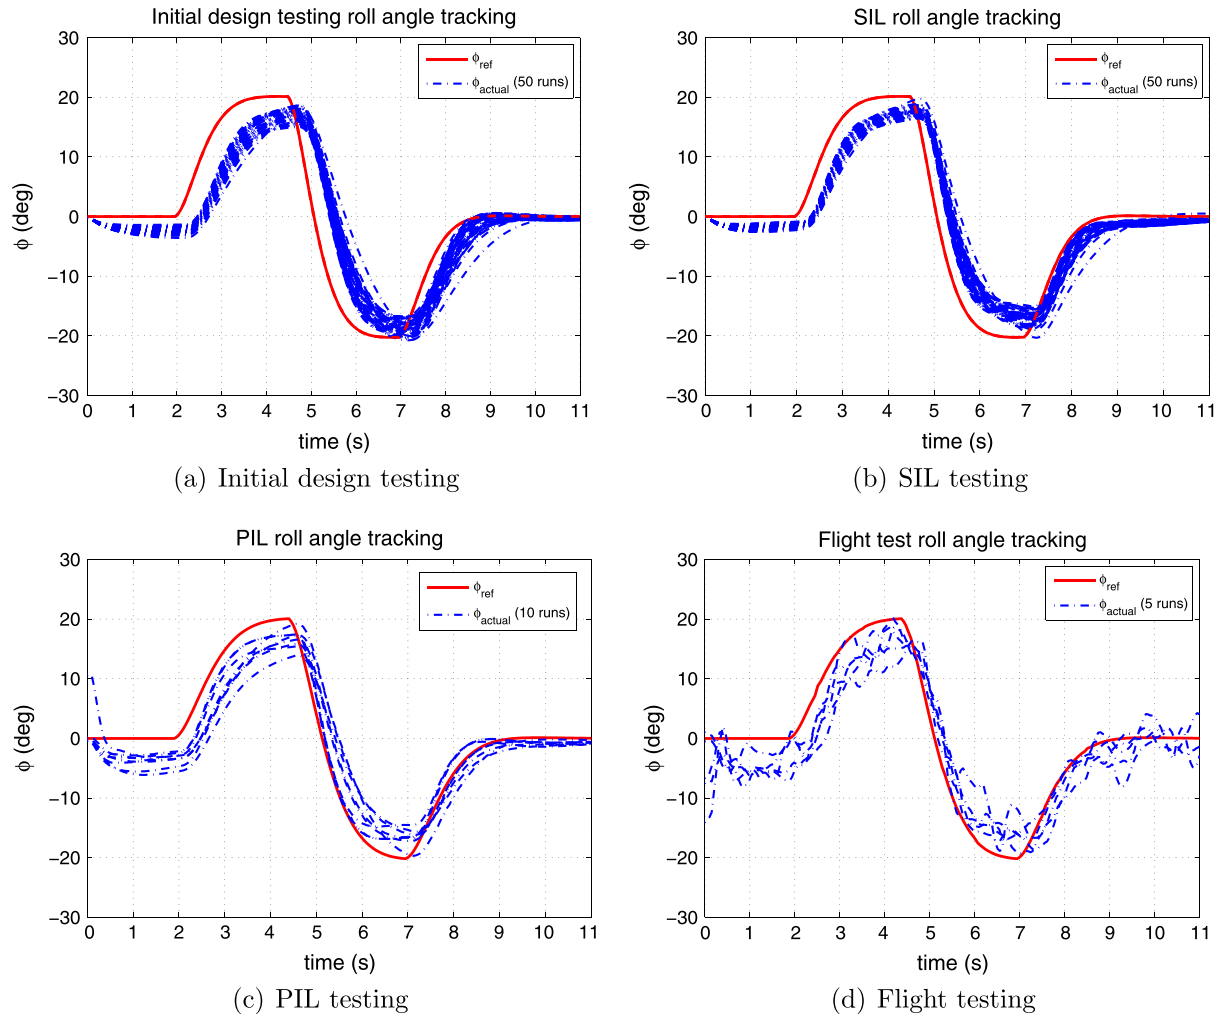 Initial design testing roll angle tracking
30
20
10
0
−10
−20
−30
ϕ (deg)
ϕref
ϕactual (50 runs)
0 1 2 3 4 5 6 7 8 9 10 11
time (s)
(a) Initial design testing
SIL roll angle tracking
30
20
10
0
−10
−20
−30
ϕ (deg)
ϕref
ϕactual (50 runs)
0 1 2 3 4 5 6 7 8 9 10 11
time (s)
(b) SIL testing
PIL roll angle tracking
30
20
10
0
−10
−20
−30
ϕ (deg)
ϕref
ϕactual (10 runs)
0 1 2 3 4 5 6 7 8 9 10 11
time (s)
(c) PIL testing
Flight test roll angle tracking
30
20
10
0
−10
−20
−30
ϕ (deg)
ϕref
ϕactual (5 runs)
0 1 2 3 4 5 6 7 8 9 10 11
time (s)
(d) Flight testing